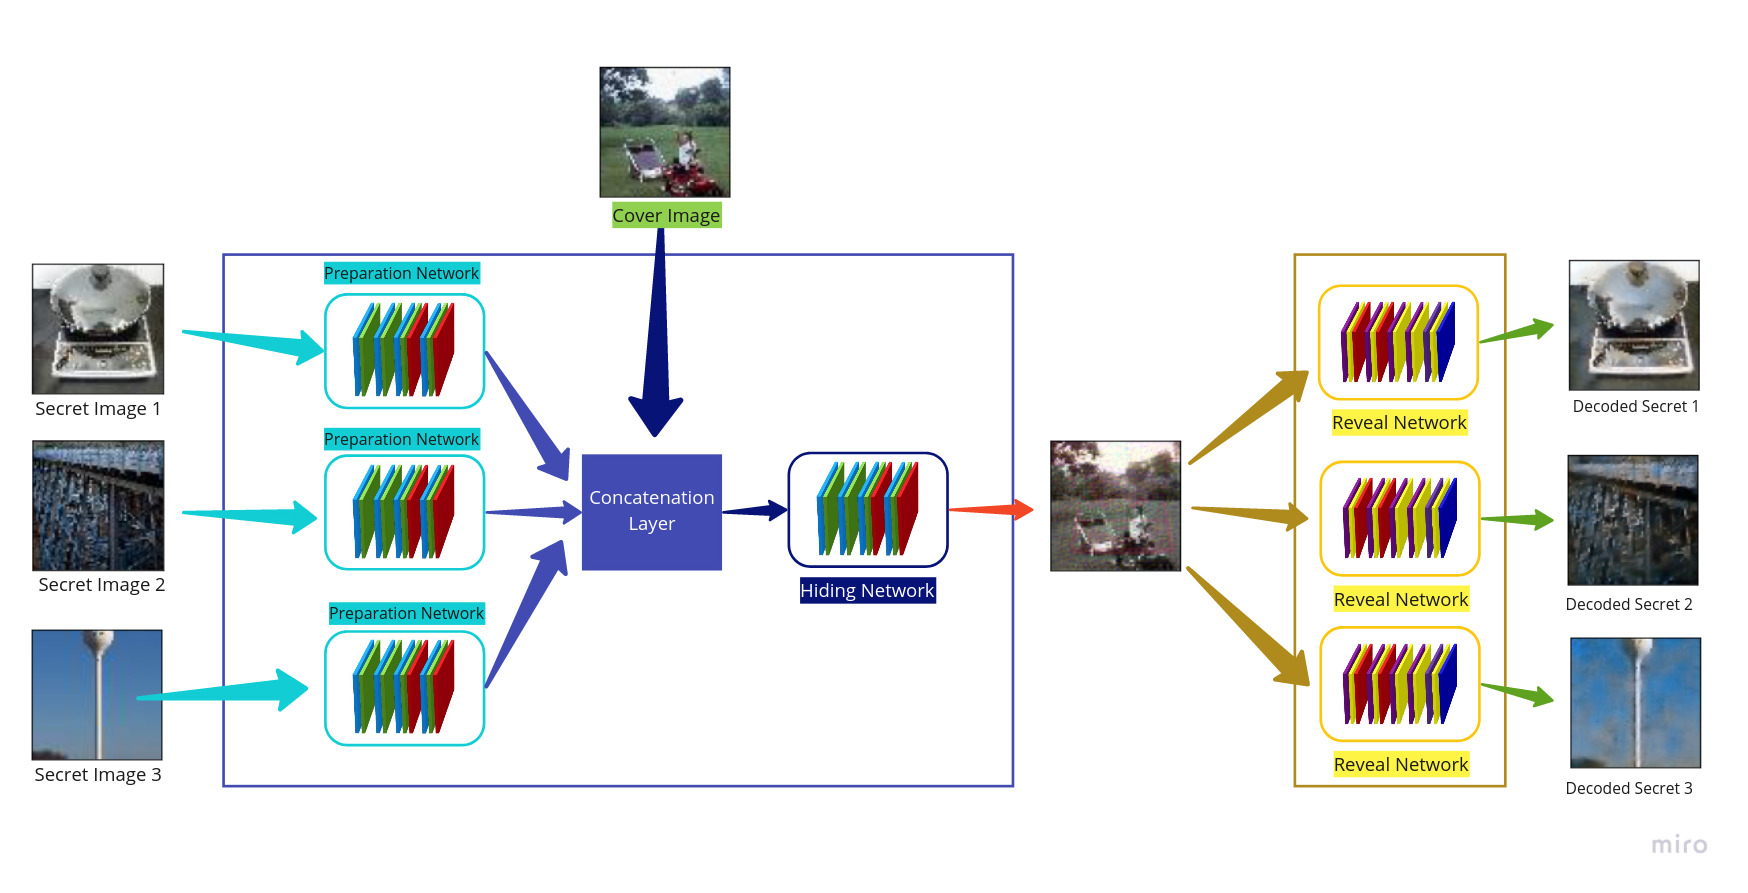 Cover Image
Preparation Network
Secret Image 1
Preparation Network
Secret Image 2
Preparation Network
Secret Image 3
Concatenation
Layer
Hiding Network
Reveal Network
Decoded Secret 1
Reveal Network
Decoded Secret 2
Reveal Network
Decoded Secret 3
miro